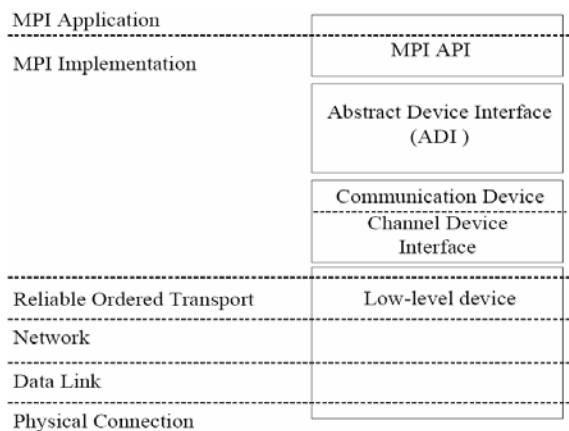 MPI Application
MPI Implementation
MPI API
Abstract Device Interface
(ADI )
Communication Device
Channel Device
Interface
Reliable Ordered Transport
Low-level device
Network
Data Link
Physical Connection